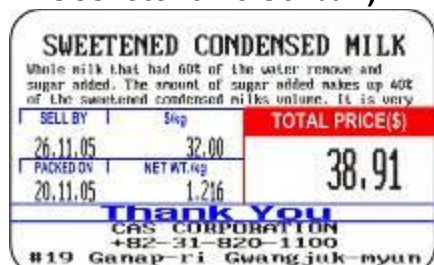 SWEETENED CONDENSED MILK
Whole milk that had 60% of the water remove and
sugar added. The amount of sugar added makes up 40%
of the sweetened condensed milks volume. It is very
SELL BY $/kg TOTAL PRICE($)
26.11.05 32.00 38.91
PACKED ON NET WT./kg
20.11.05 1.216
Thank You
CAS CORPORATION
+82-31-820-1100
#19 Ganap-ri Gwangjuk-myun